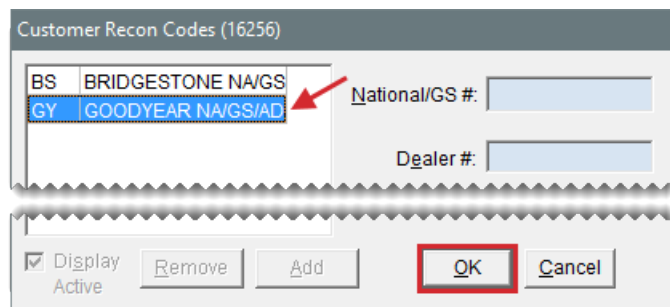 Customer Recon Codes (16256)
BS BRIDGESTONE NA/GS
GY GOODYEAR NA/GS/AD
National/GS #:
Dealer #:
Display
Active
Remove
Add
OK
Cancel